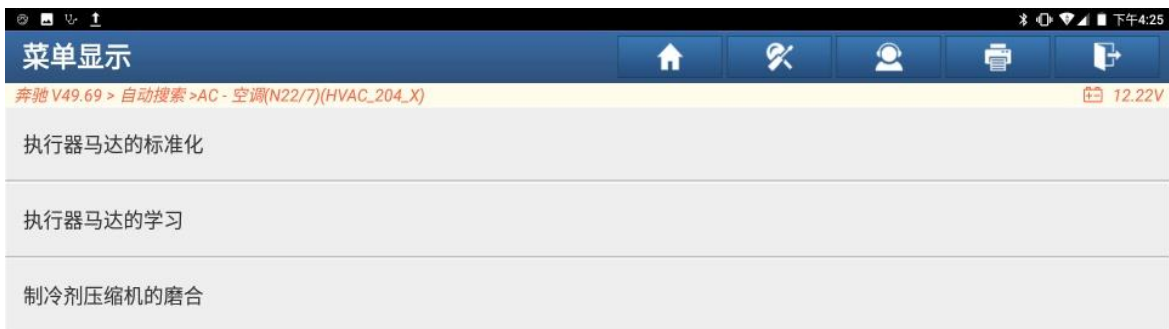 下午4:25
菜单显示
奔驰 V49.69 > 自动搜索 >AC - 空调(N22/7)(HVAC_204_X)
12.22V
执行器马达的标准化
执行器马达的学习
制冷剂压缩机的磨合